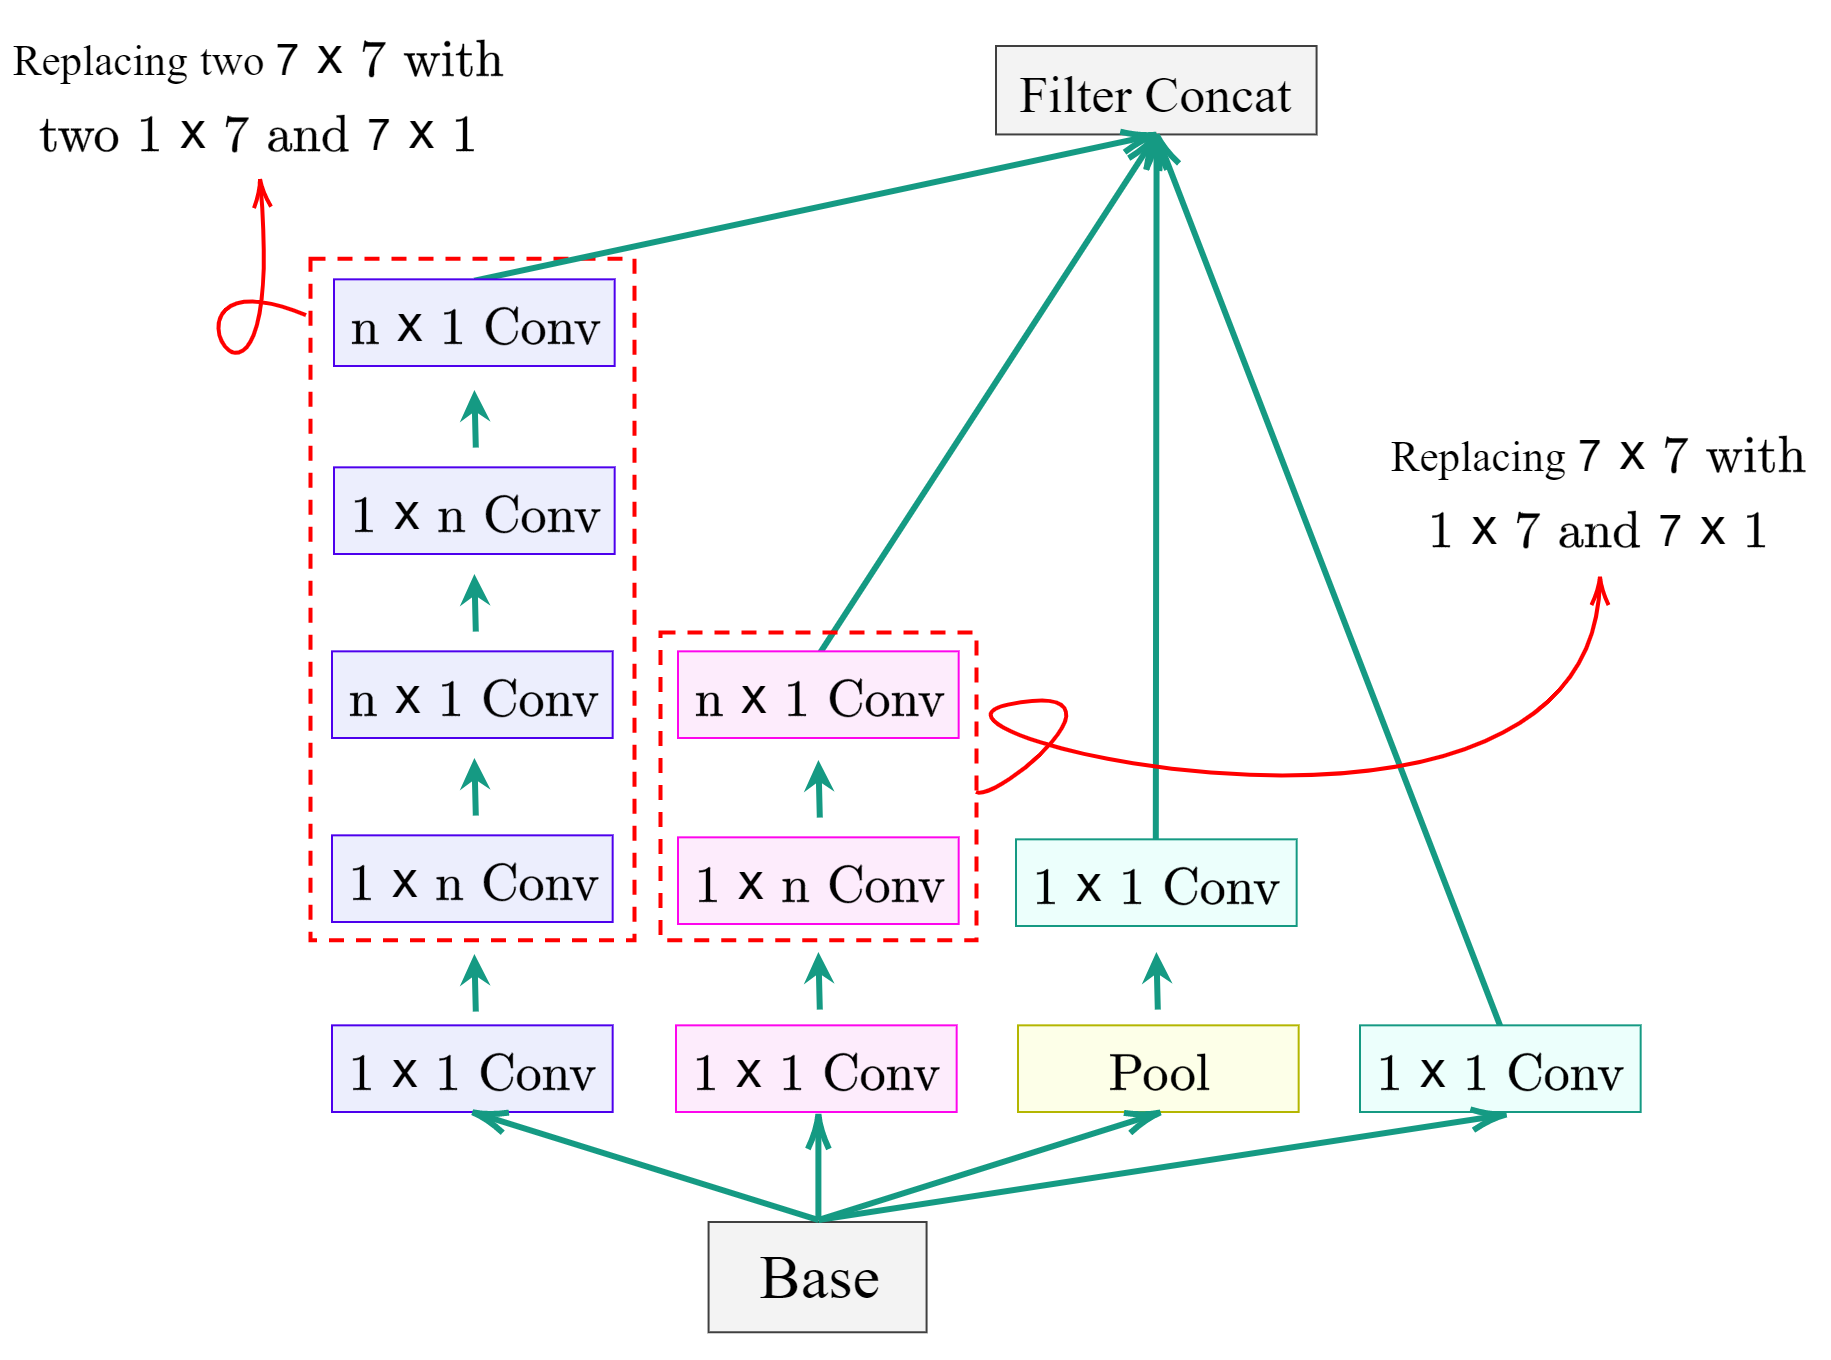 Replacing two 7 x 7 with
two 1 x 7 and 7 x 1
Filter Concat
n x 1 Conv
1 x n Conv
Replacing 7 x 7 with
1 x 7 and 7 x 1
n x 1 Conv
n x 1 Conv
1 x n Conv
1 x n Conv
1 x 1 Conv
1 x 1 Conv
1 x 1 Conv
Pool
1 x 1 Conv
Base